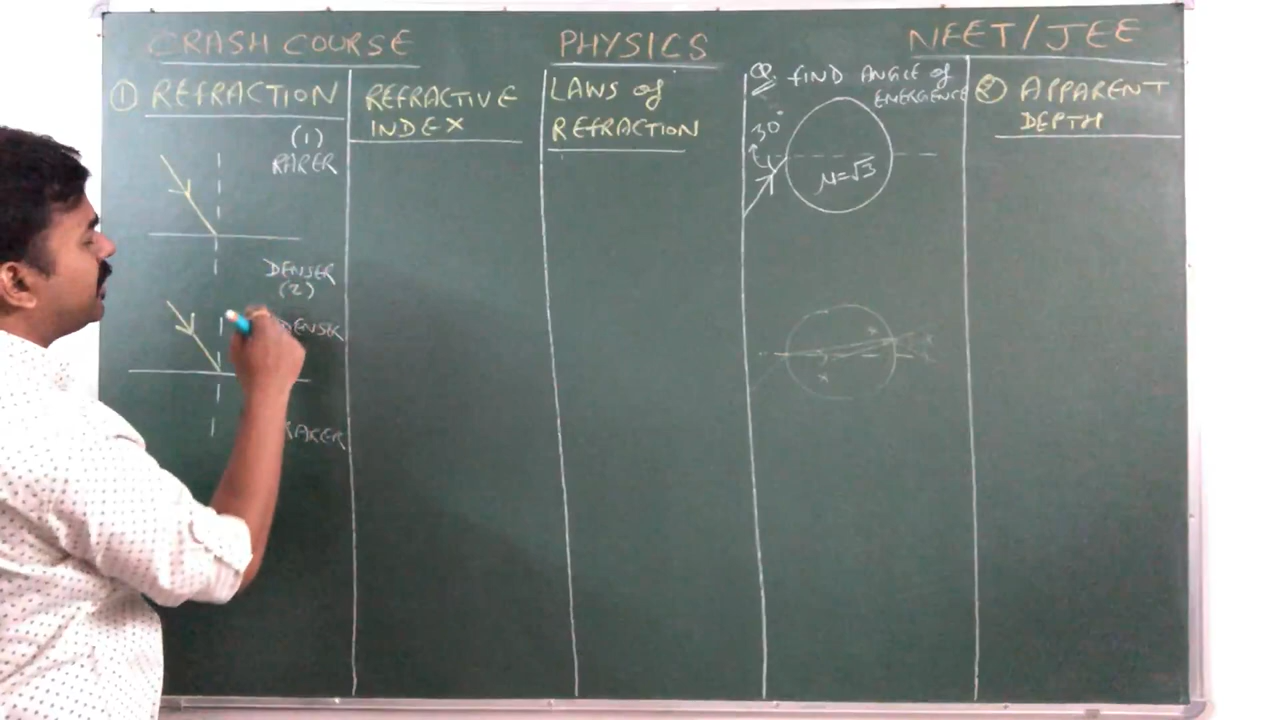 CRASH COURSE
PHYSICS
NEET/JEE
① REFRACTION
(1)
RARER
DENSER
(2)
DENSER
RARER
REFRACTIVE
INDEX
LAWS of
REFRACTION
Q. FIND ANGLE of
EMERGENCE
30°
μ=√3
② APPARENT
DEPTH